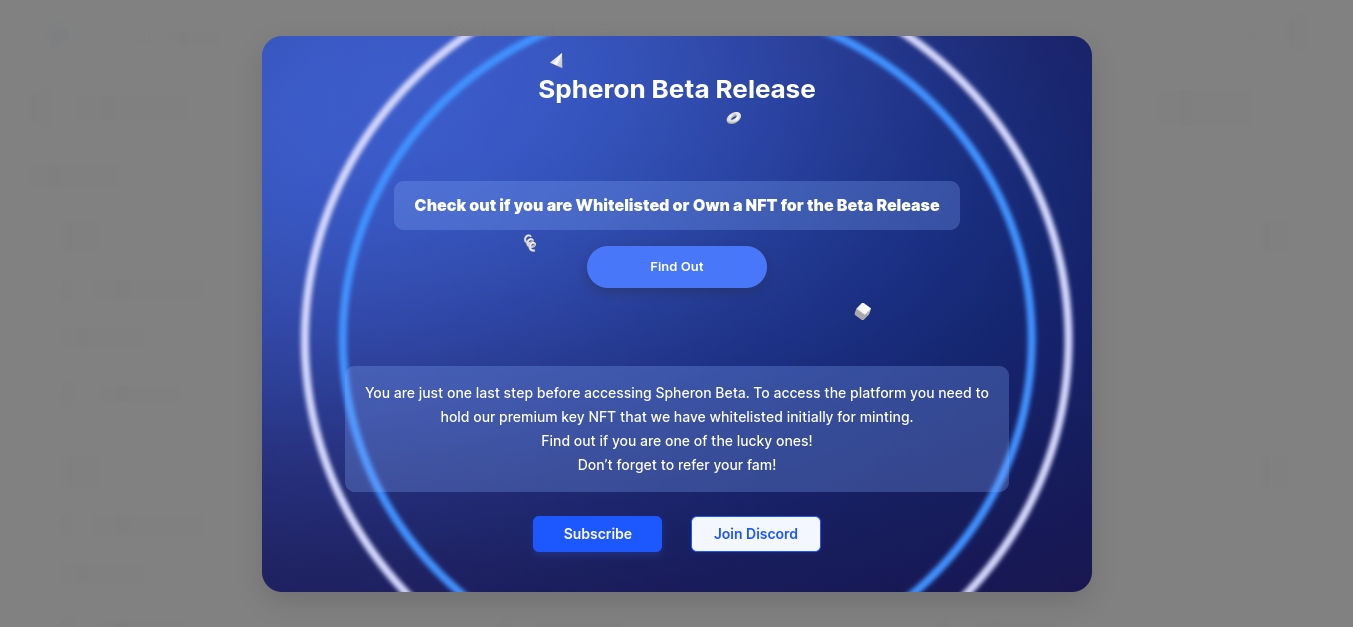 Spheron Beta Release
Check out if you are Whitelisted or Own a NFT for the Beta Release
Find Out
You are just one last step before accessing Spheron Beta. To access the platform you need to
hold our premium key NFT that we have whitelisted initially for minting.
Find out if you are one of the lucky ones!
Don’t forget to refer your fam!
Subscribe
Join Discord